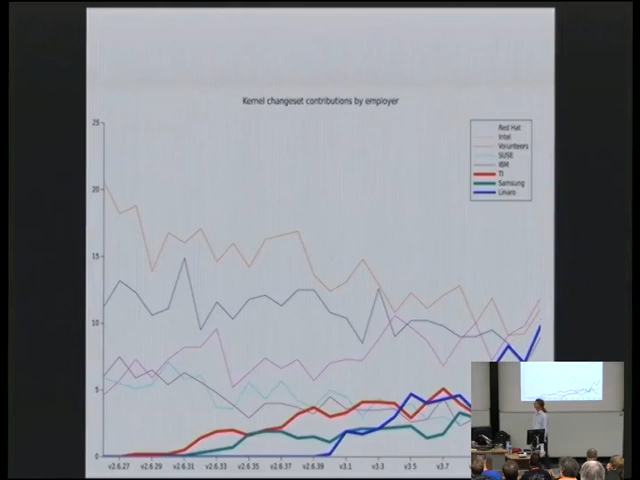 Kernel changeset contributions by employer
25
20
15
10
5
0
Red Hat
Intel
Volunteers
SUSE
IBM
TI
Samsung
Linaro
v2.6.27
v2.6.29
v2.6.31
v2.6.33
v2.6.35
v2.6.37
v2.6.39
v3.1
v3.3
v3.5
v3.7